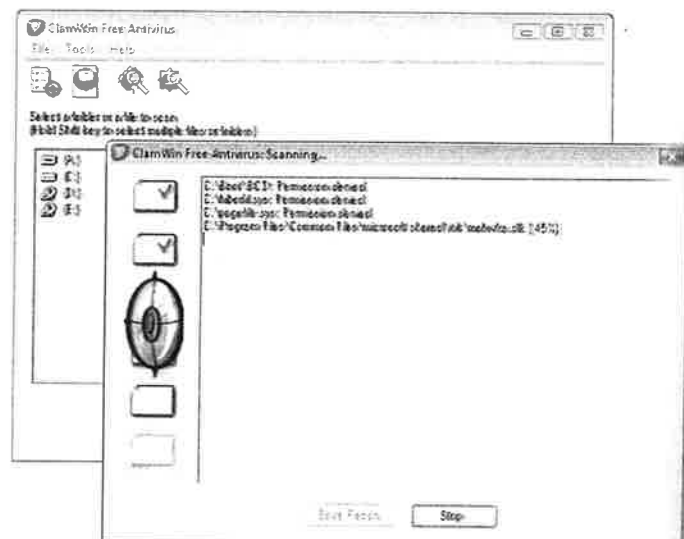 ClamWin Free Antivirus
File Tools Help
Select a folder or a file to scan
(Hold Shift key to select multiple files or folders)
(A:)
(C:)
(D:)
(E:)
ClamWin Free Antivirus: Scanning...
C:\Boot\BCD: Permission denied
C:\hiberfil.sys: Permission denied
C:\pagefile.sys: Permission denied
C:\Program Files\Common Files\microsoft shared\ink\ [45%]
Save Report
Stop